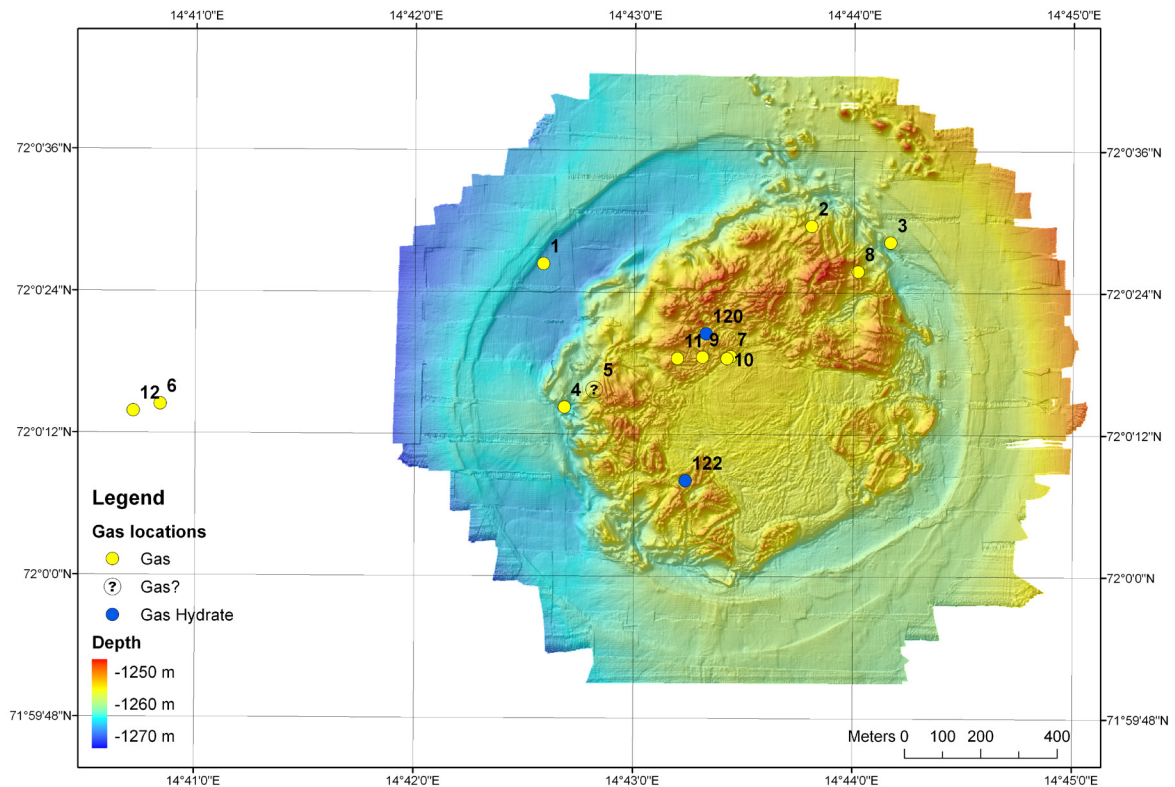 14°41'0"E 14°42'0"E 14°43'0"E 14°44'0"E 14°45'0"E
72°0'36"N 72°0'36"N
2
3
1
8
72°0'24"N 72°0'24"N
120
11 9 7
10
5
?
12 6
4
72°0'12"N 72°0'12"N
122
Legend
Gas locations
Gas
? Gas?
Gas Hydrate
72°0'0"N 72°0'0"N
Depth
-1250 m
-1260 m
-1270 m
71°59'48"N 71°59'48"N
Meters 0 100 200 400
14°41'0"E 14°42'0"E 14°43'0"E 14°44'0"E 14°45'0"E